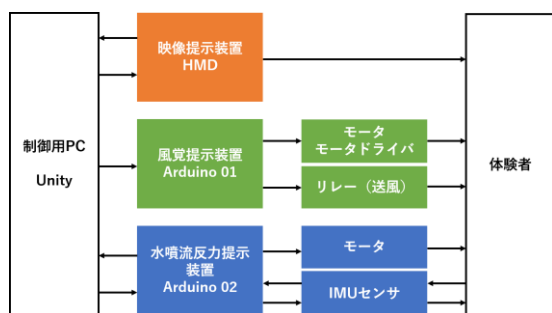 制御用PC
Unity
映像提示装置
HMD
風覚提示装置
Arduino 01
モータ
モータドライバ
リレー（送風）
水噴流反力提示
装置
Arduino 02
モータ
IMUセンサ
体験者